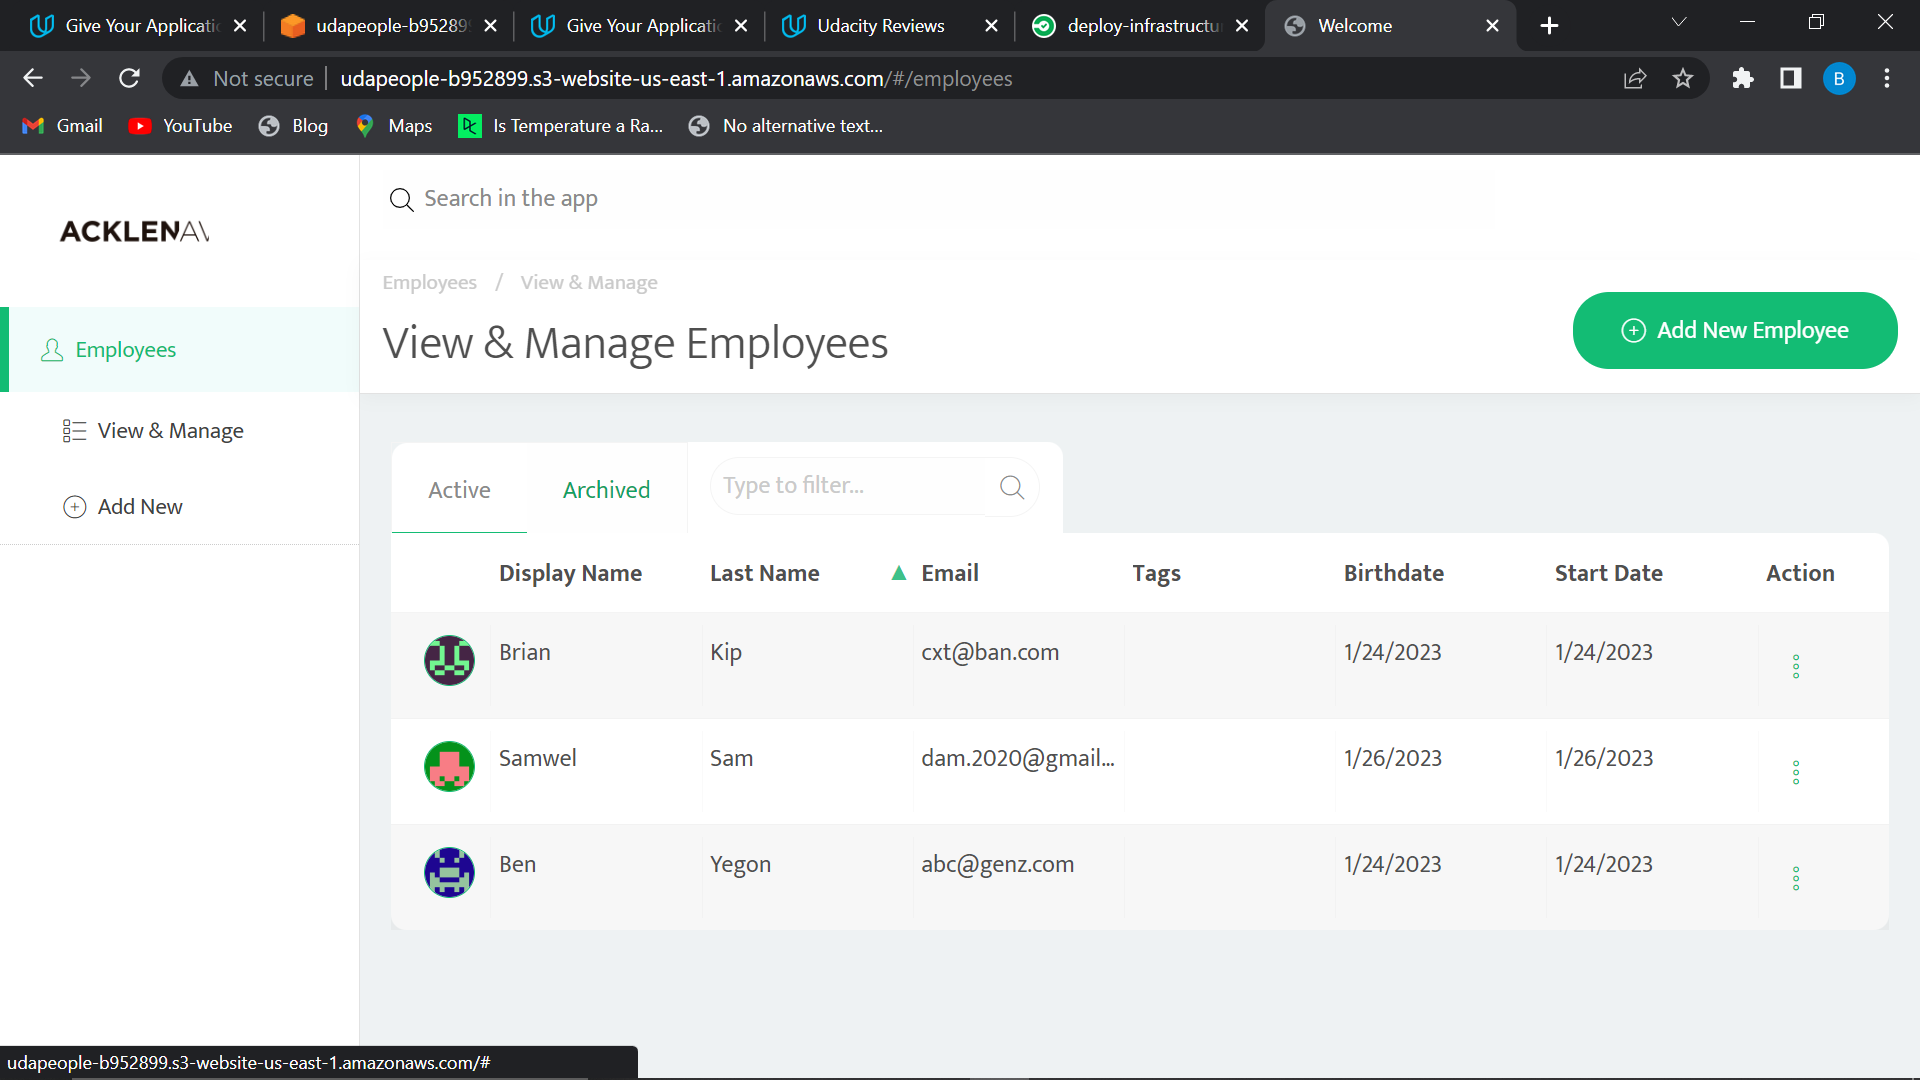 Give Your Applicatio
udapeople-b952899
Give Your Applicatio
Udacity Reviews
deploy-infrastructu
Welcome
Not secure
udapeople-b952899.s3-website-us-east-1.amazonaws.com/#/employees
B
Gmail
YouTube
Blog
Maps
Is Temperature a Ra...
No alternative text...
ACKLENAV
Search in the app
Employees / View & Manage
View & Manage Employees
Add New Employee
Employees
View & Manage
Add New
Active
Archived
Type to filter...
Display Name Last Name ▲ Email Tags Birthdate Start Date Action
Brian Kip cxt@ban.com 1/24/2023 1/24/2023
Samwel Sam dam.2020@gmail... 1/26/2023 1/26/2023
Ben Yegon abc@genz.com 1/24/2023 1/24/2023
udapeople-b952899.s3-website-us-east-1.amazonaws.com/#